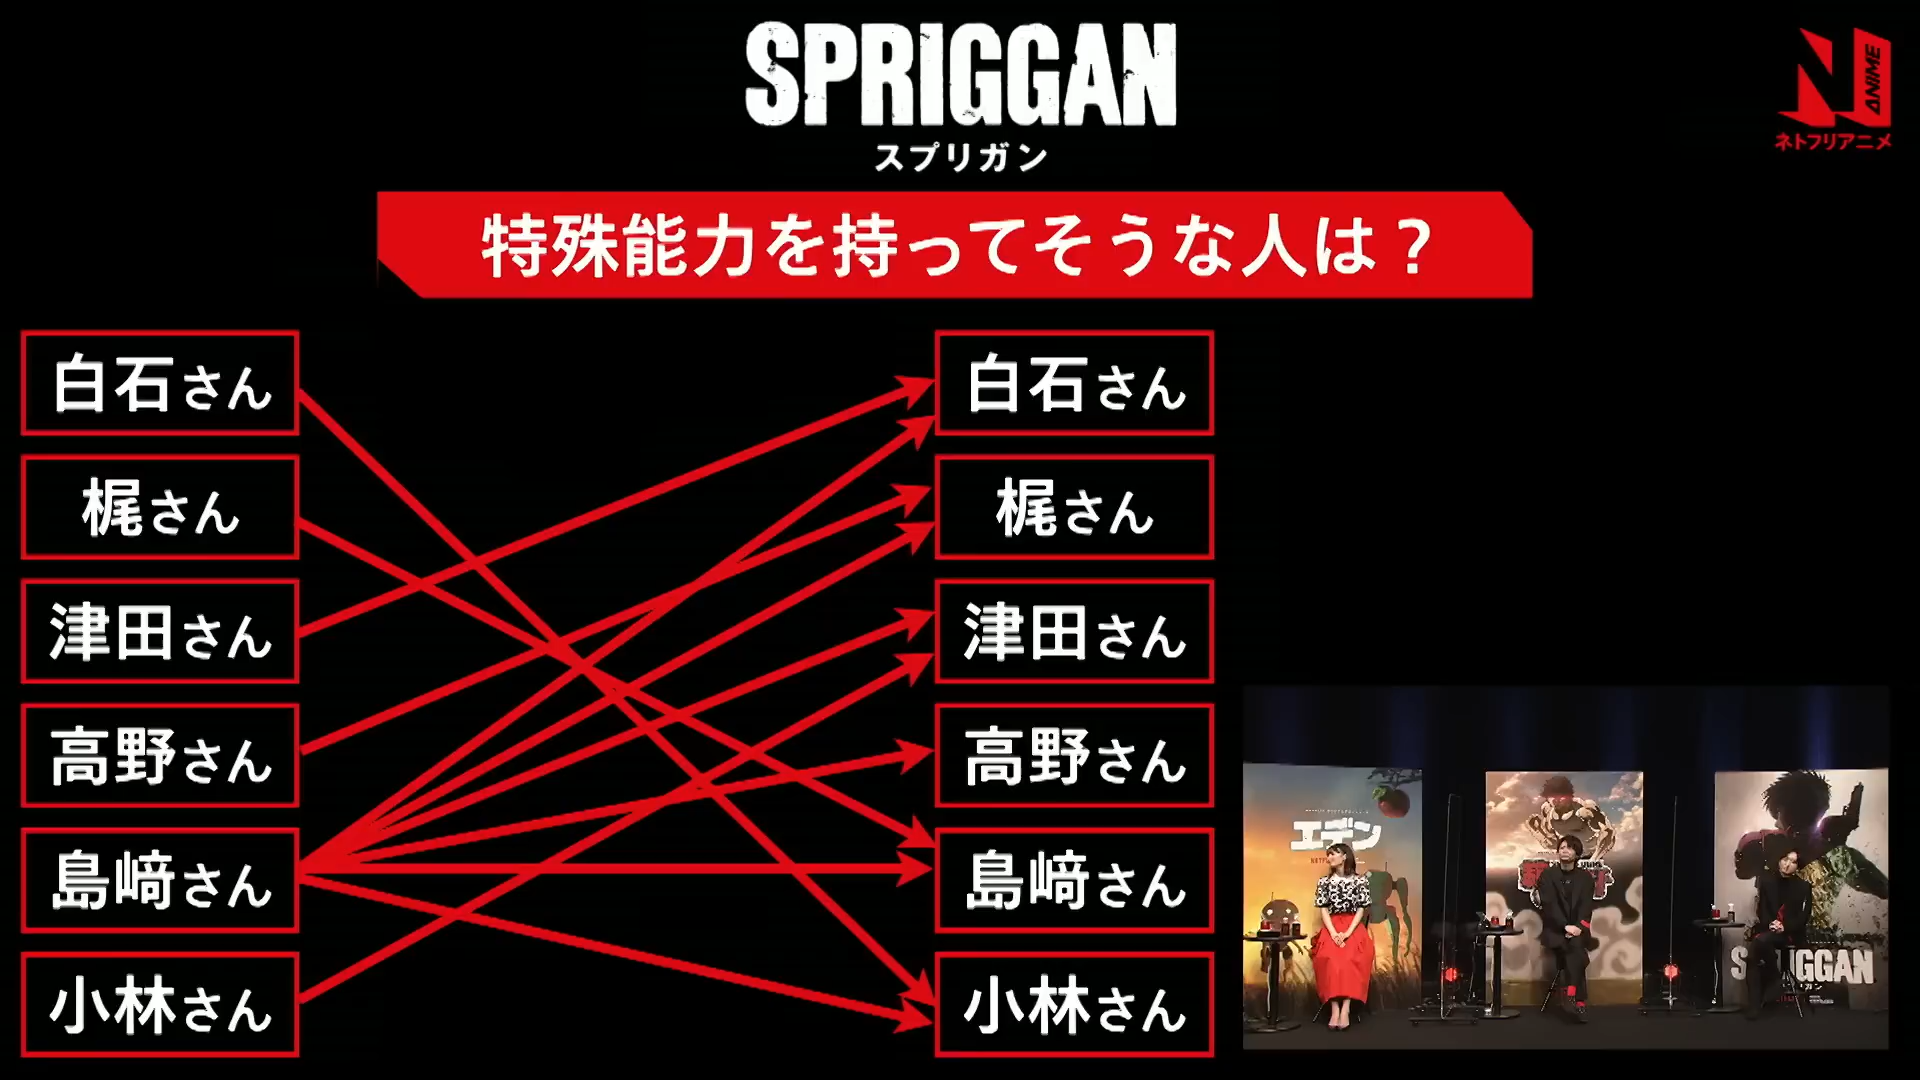 SPRIGGAN
スプリガン
ANIME
ネトフリアニメ
特殊能力を持ってそうな人は？
白石さん
梶さん
津田さん
高野さん
島﨑さん
小林さん
白石さん
梶さん
津田さん
高野さん
島﨑さん
小林さん
エデン